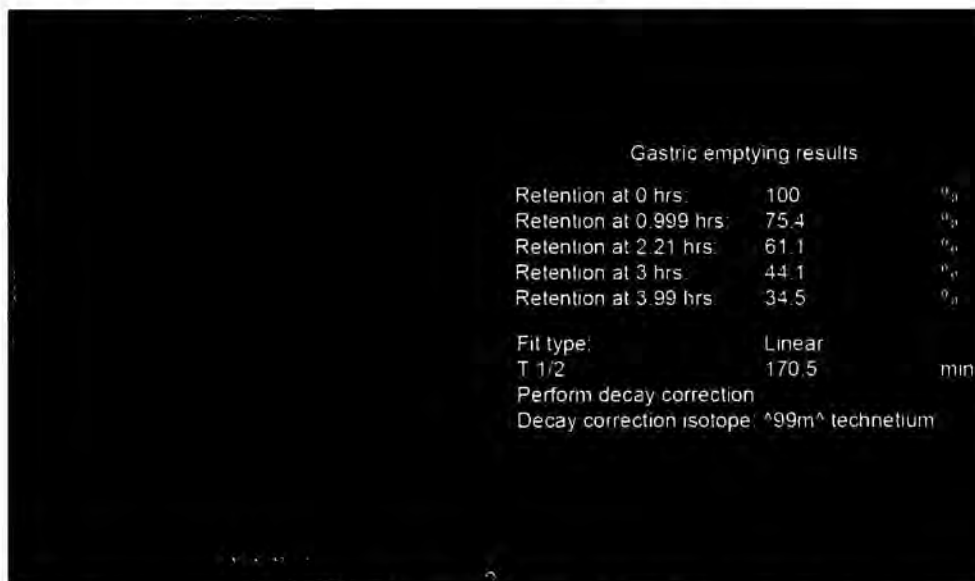 Gastric emptying results
Retention at 0 hrs: 100 %
Retention at 0.999 hrs: 75.4 %
Retention at 2.21 hrs: 61.1 %
Retention at 3 hrs: 44.1 %
Retention at 3.99 hrs: 34.5 %
Fit type: Linear
T 1/2 170.5 min
Perform decay correction
Decay correction isotope: ^99m^ technetium